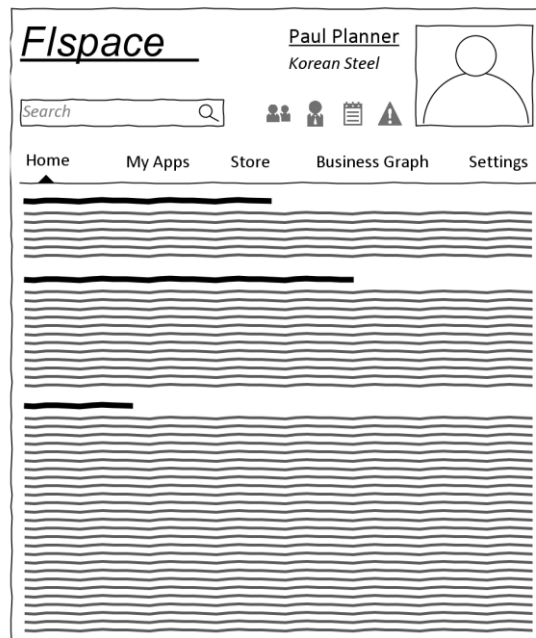 FIspace
Paul Planner
Korean Steel
Search
Home My Apps Store Business Graph Settings